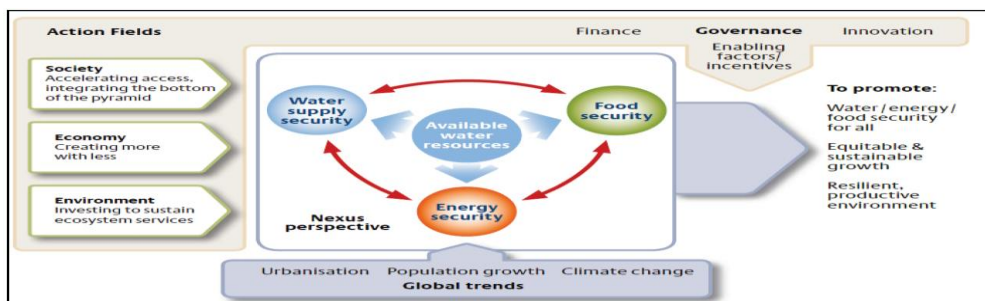 Action Fields
Finance
Governance
Innovation
Enabling
factors/
incentives
Society
Accelerating access,
integrating the bottom
of the pyramid
Economy
Creating more
with less
Environment
Investing to sustain
ecosystem services
Water
supply
security
Food
security
Available
water
resources
Energy
security
Nexus
perspective
To promote:
Water/energy/
food security
for all
Equitable &
sustainable
growth
Resilient,
productive
environment
Urbanisation
Population growth
Climate change
Global trends